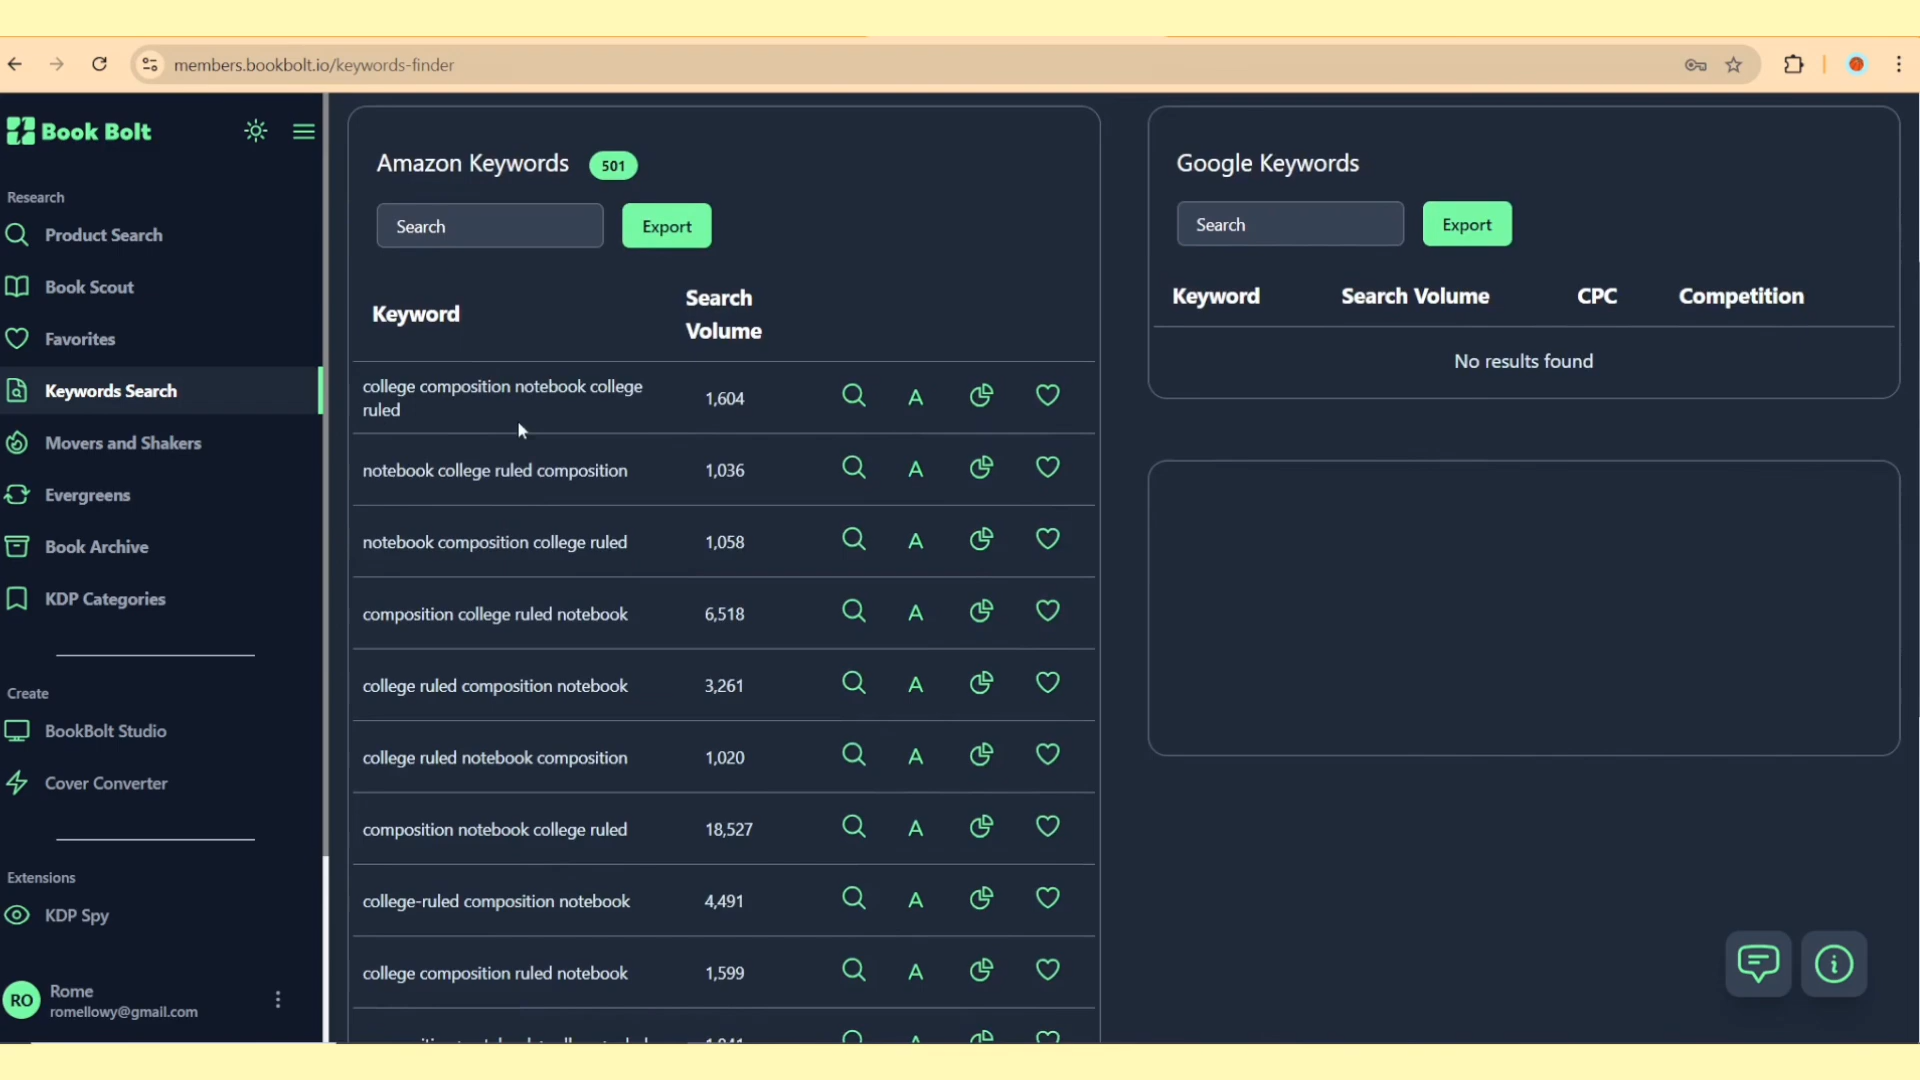 members.bookbolt.io/keywords-finder
Book Bolt
Research
Product Search
Book Scout
Favorites
Keywords Search
Movers and Shakers
Evergreens
Book Archive
KDP Categories
Create
BookBolt Studio
Cover Converter
Extensions
KDP Spy
RO
Rome
romellowy@gmail.com
Amazon Keywords 501
Search Export
Keyword Search
Volume
college composition notebook college
ruled 1,604 A
notebook college ruled composition 1,036 A
notebook composition college ruled 1,058 A
composition college ruled notebook 6,518 A
college ruled composition notebook 3,261 A
college ruled notebook composition 1,020 A
composition notebook college ruled 18,527 A
college-ruled composition notebook 4,491 A
college composition ruled notebook 1,599 A
Google Keywords
Search Export
Keyword Search Volume CPC Competition
No results found